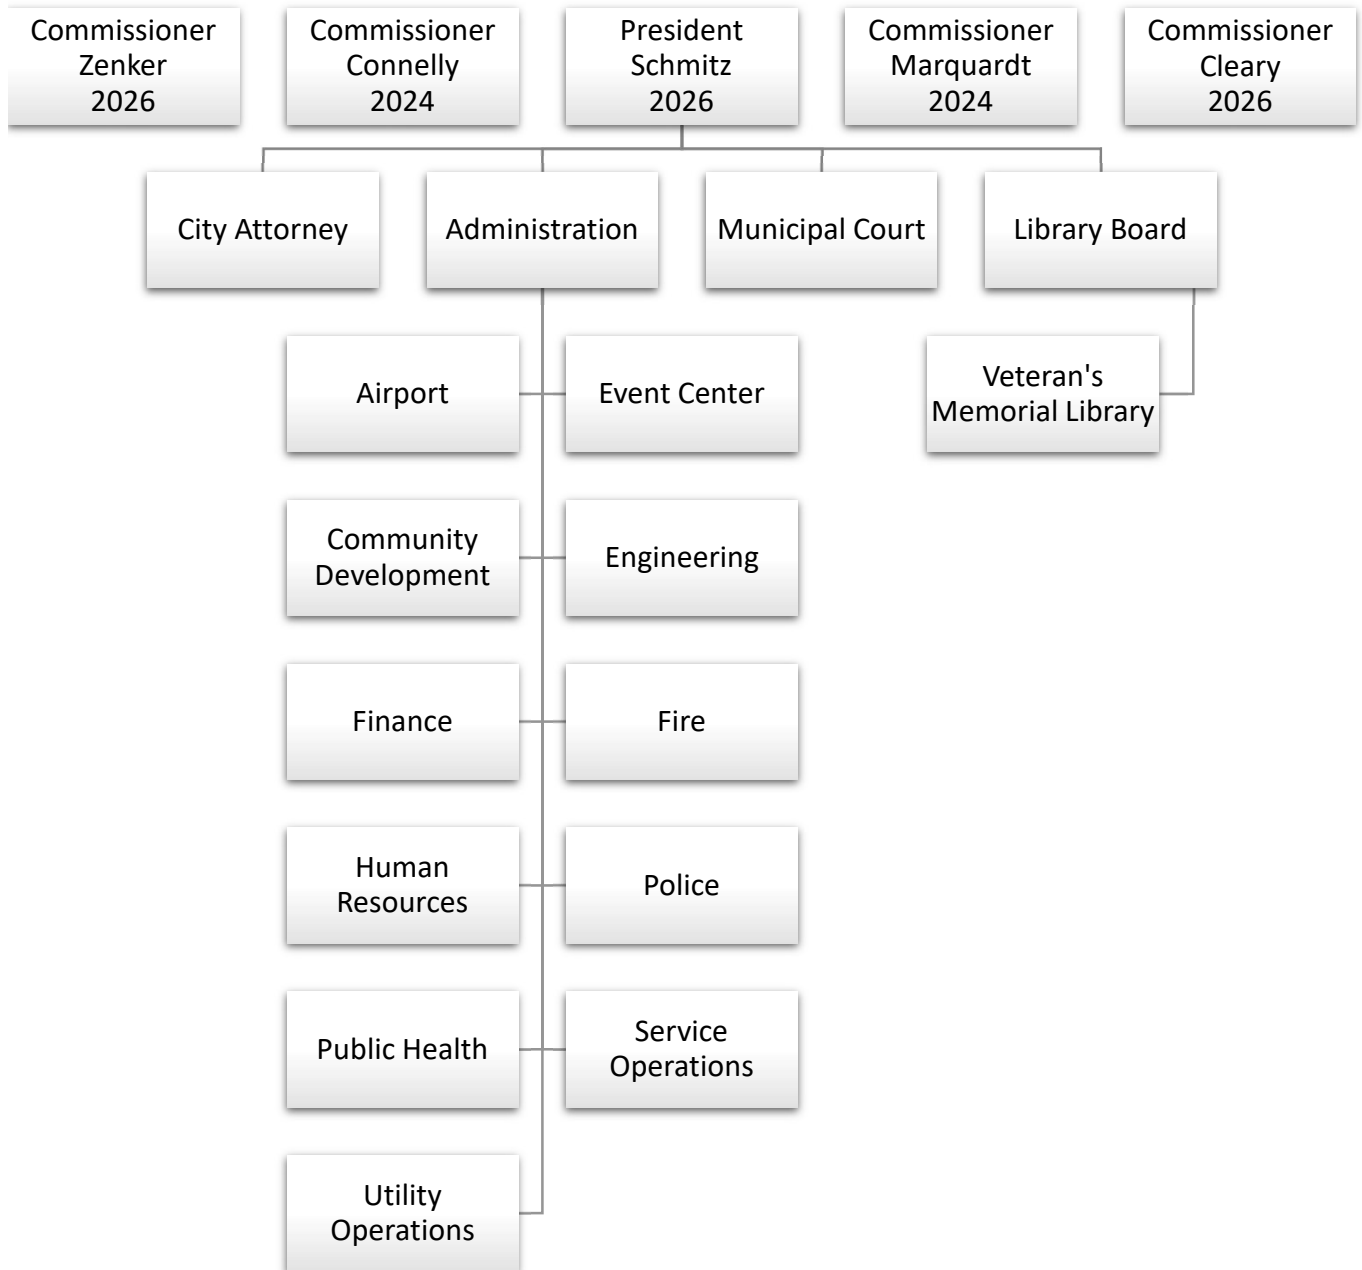 Commissioner
Zenker
2026
Commissioner
Connelly
2024
President
Schmitz
2026
Commissioner
Marquardt
2024
Commissioner
Cleary
2026
City Attorney
Administration
Municipal Court
Library Board
Airport
Event Center
Veteran's
Memorial Library
Community
Development
Engineering
Finance
Fire
Human
Resources
Police
Public Health
Service
Operations
Utility
Operations